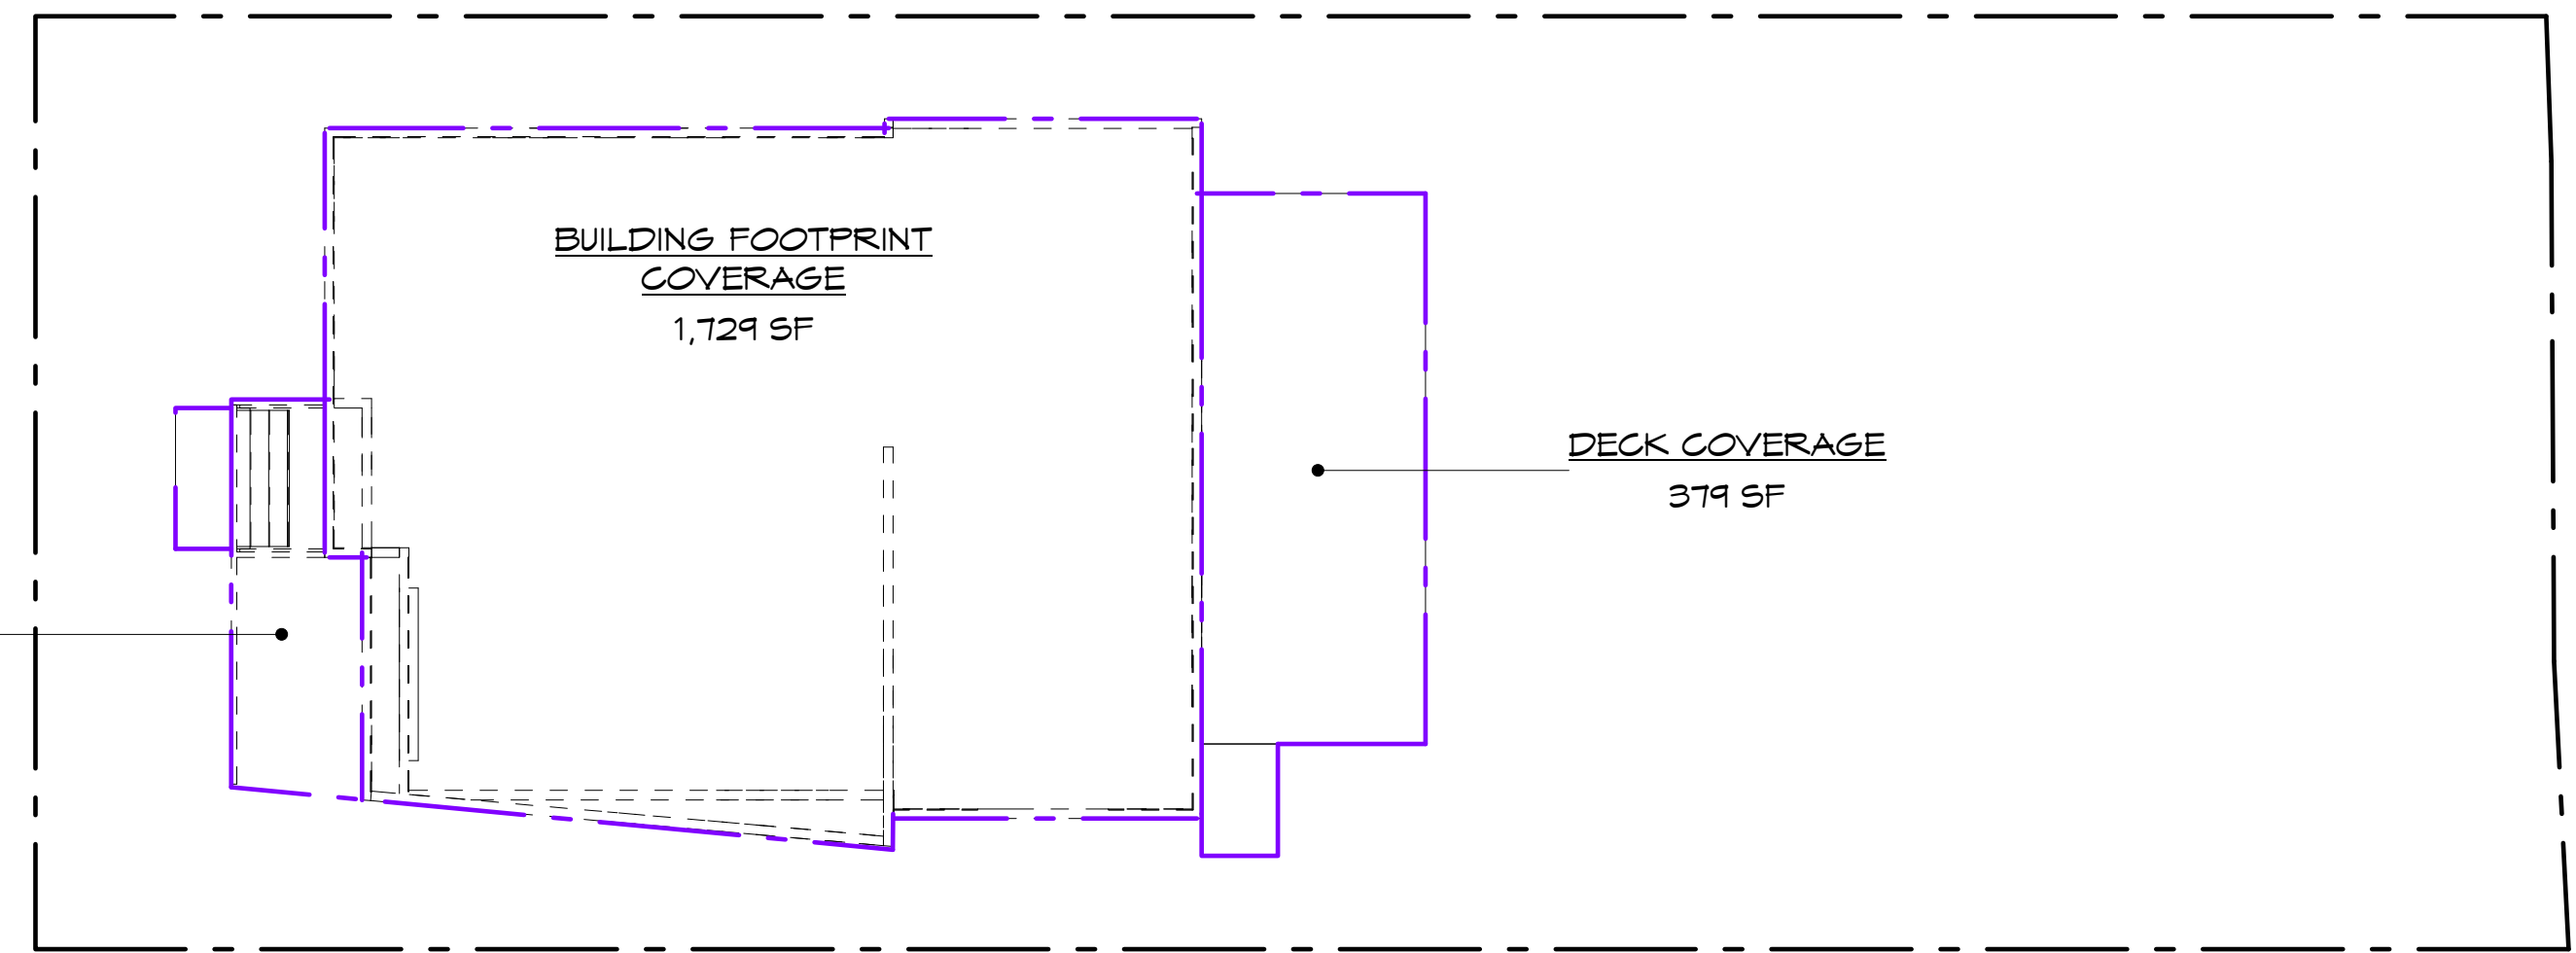 BUILDING FOOTPRINT
COVERAGE
1,729 SF
DECK COVERAGE
379 SF